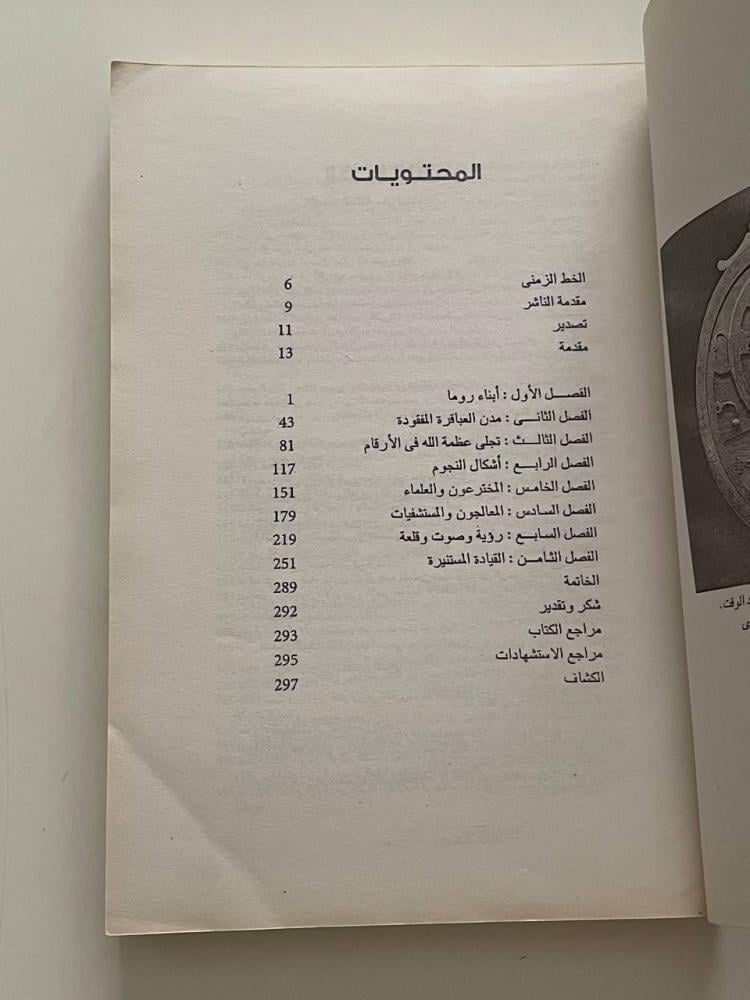 المحتويات
الخط الزمنى 6
مقدمة الناشر 9
تصدير 11
مقدمة 13
الفصل الأول : أبناء روما 1
الفصل الثانى : مدن العباقرة المفقودة 43
الفصل الثالث : تجلى عظمة الله فى الأرقام 81
الفصل الرابع : أشكال النجوم 117
الفصل الخامس : المخترعون والعلماء 151
الفصل السادس : المعالجون والمستشفيات 179
الفصل السابع : رؤية وصوت وقلعة 219
الفصل الثامن : القيادة المستنيرة 251
الخاتمة 289
شكر وتقدير 292
مراجع الكتاب 293
مراجع الاستشهادات 295
الكشاف 297
الوقت.